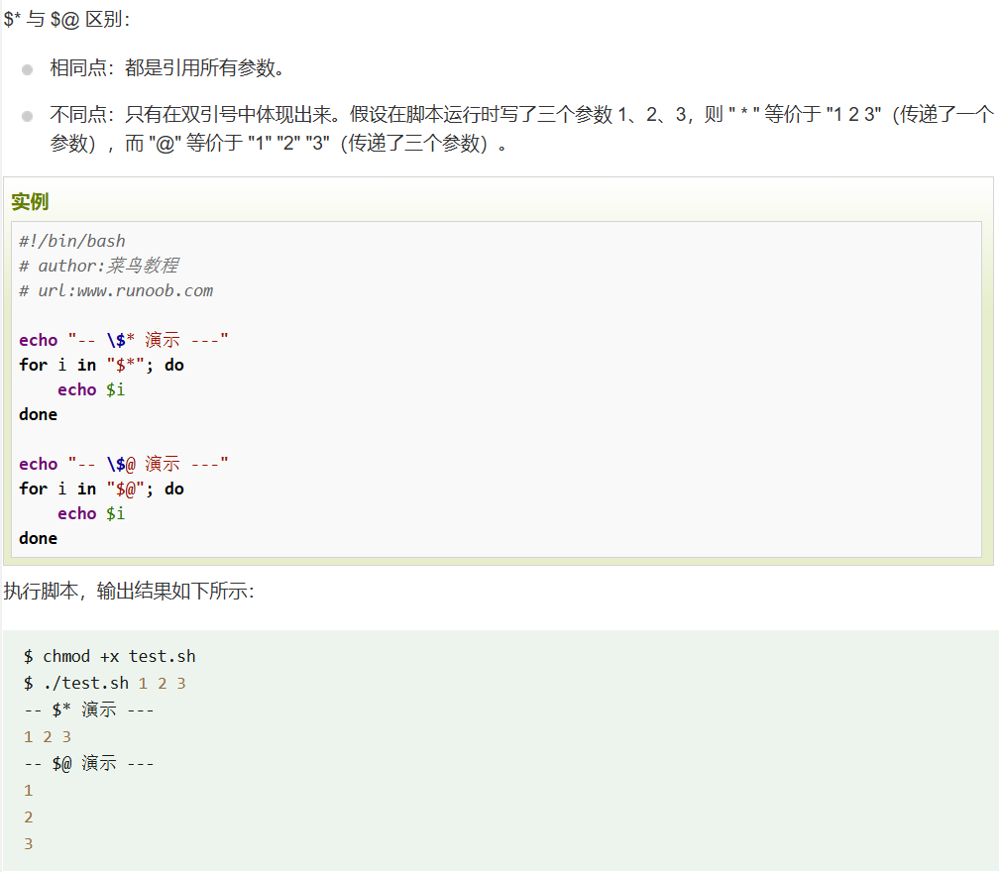 $* 与 $@ 区别：
相同点：都是引用所有参数。
不同点：只有在双引号中体现出来。假设在脚本运行时写了三个参数 1、2、3，则 " * " 等价于 "1 2 3"（传递了一个
参数），而 "@" 等价于 "1" "2" "3"（传递了三个参数）。
实例
#!/bin/bash
# author:菜鸟教程
# url:www.runoob.com
echo "-- \$* 演示 ---"
for i in "$*"; do
    echo $i
done
echo "-- \$@ 演示 ---"
for i in "$@"; do
    echo $i
done
执行脚本，输出结果如下所示：
$ chmod +x test.sh
$ ./test.sh 1 2 3
-- $* 演示 ---
1 2 3
-- $@ 演示 ---
1
2
3